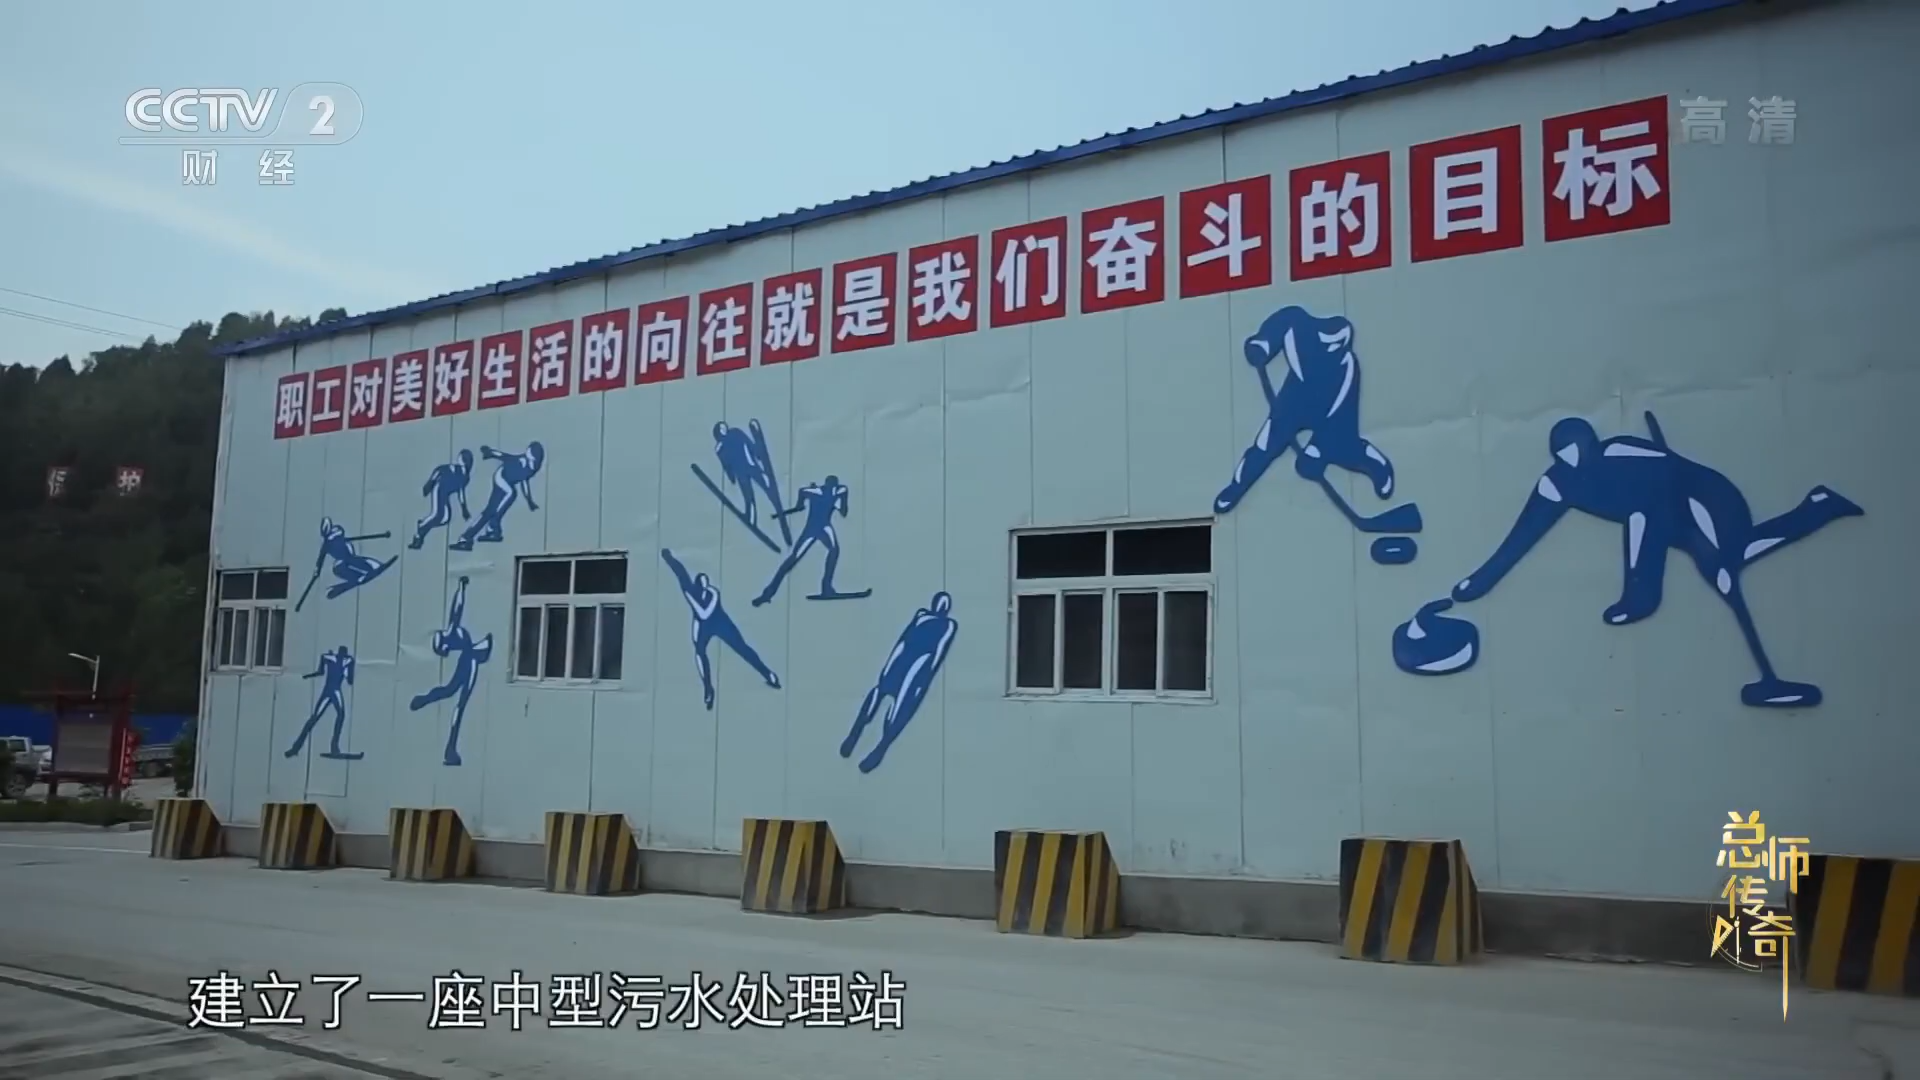 CCTV 2
财 经
高清
职工对美好生活的向往就是我们奋斗的目标
护
总师传奇
建立了一座中型污水处理站